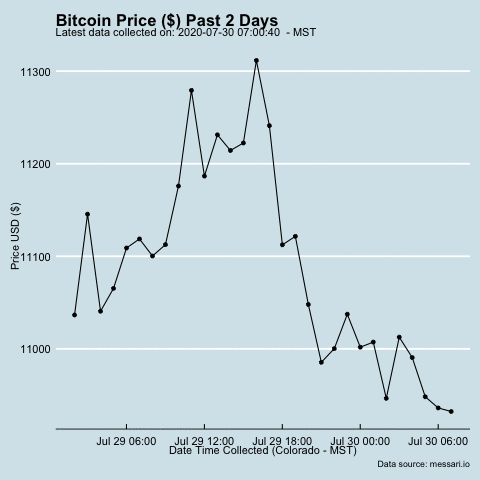 Bitcoin Price ($) Past 2 Days
Latest data collected on: 2020-07-30 07:00:40  - MST
Price USD ($)
11300
11200
11100
11000
Jul 29 06:00 Jul 29 12:00 Jul 29 18:00 Jul 30 00:00 Jul 30 06:00
Date Time Collected (Colorado - MST)
Data source: messari.io